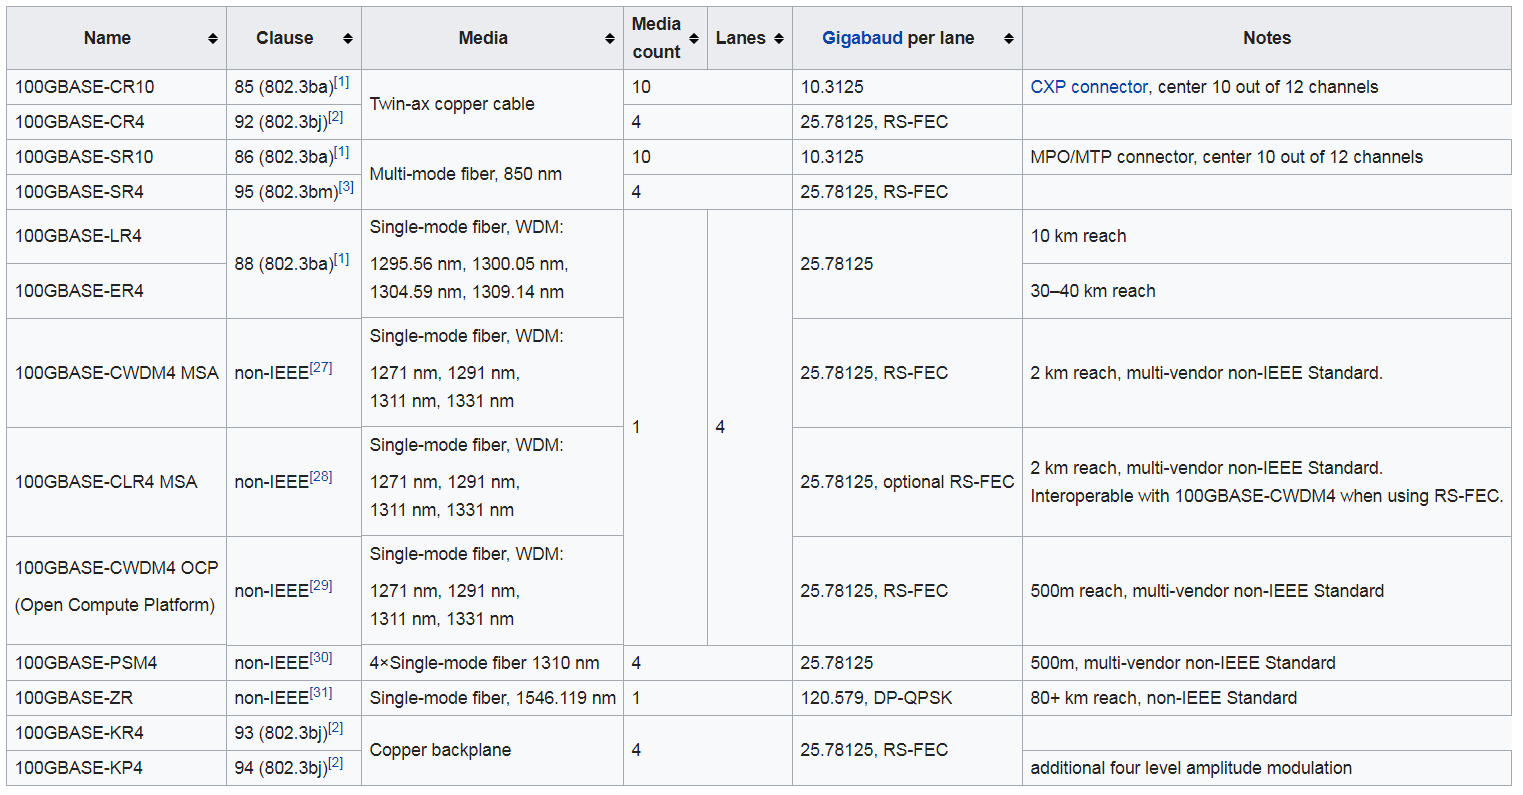 Name Clause Media Media count Lanes Gigabaud per lane Notes
100GBASE-CR10 85 (802.3ba)[1] Twin-ax copper cable 10 10.3125 CXP connector, center 10 out of 12 channels
100GBASE-CR4 92 (802.3bj)[2] 4 25.78125, RS-FEC
100GBASE-SR10 86 (802.3ba)[1] Multi-mode fiber, 850 nm 10 10.3125 MPO/MTP connector, center 10 out of 12 channels
100GBASE-SR4 95 (802.3bm)[3] 4 25.78125, RS-FEC
100GBASE-LR4 88 (802.3ba)[1] Single-mode fiber, WDM:
1295.56 nm, 1300.05 nm,
1304.59 nm, 1309.14 nm
1 4 25.78125 10 km reach
100GBASE-ER4 30–40 km reach
100GBASE-CWDM4 MSA non-IEEE[27] Single-mode fiber, WDM:
1271 nm, 1291 nm,
1311 nm, 1331 nm
25.78125, RS-FEC 2 km reach, multi-vendor non-IEEE Standard.
100GBASE-CLR4 MSA non-IEEE[28] Single-mode fiber, WDM:
1271 nm, 1291 nm,
1311 nm, 1331 nm
25.78125, optional RS-FEC 2 km reach, multi-vendor non-IEEE Standard.
Interoperable with 100GBASE-CWDM4 when using RS-FEC.
100GBASE-CWDM4 OCP
(Open Compute Platform)
non-IEEE[29] Single-mode fiber, WDM:
1271 nm, 1291 nm,
1311 nm, 1331 nm
25.78125, RS-FEC 500m reach, multi-vendor non-IEEE Standard
100GBASE-PSM4 non-IEEE[30] 4×Single-mode fiber 1310 nm 4 25.78125 500m, multi-vendor non-IEEE Standard
100GBASE-ZR non-IEEE[31] Single-mode fiber, 1546.119 nm 1 120.579, DP-QPSK 80+ km reach, non-IEEE Standard
100GBASE-KR4 93 (802.3bj)[2] Copper backplane 4 25.78125, RS-FEC
100GBASE-KP4 94 (802.3bj)[2] additional four level amplitude modulation